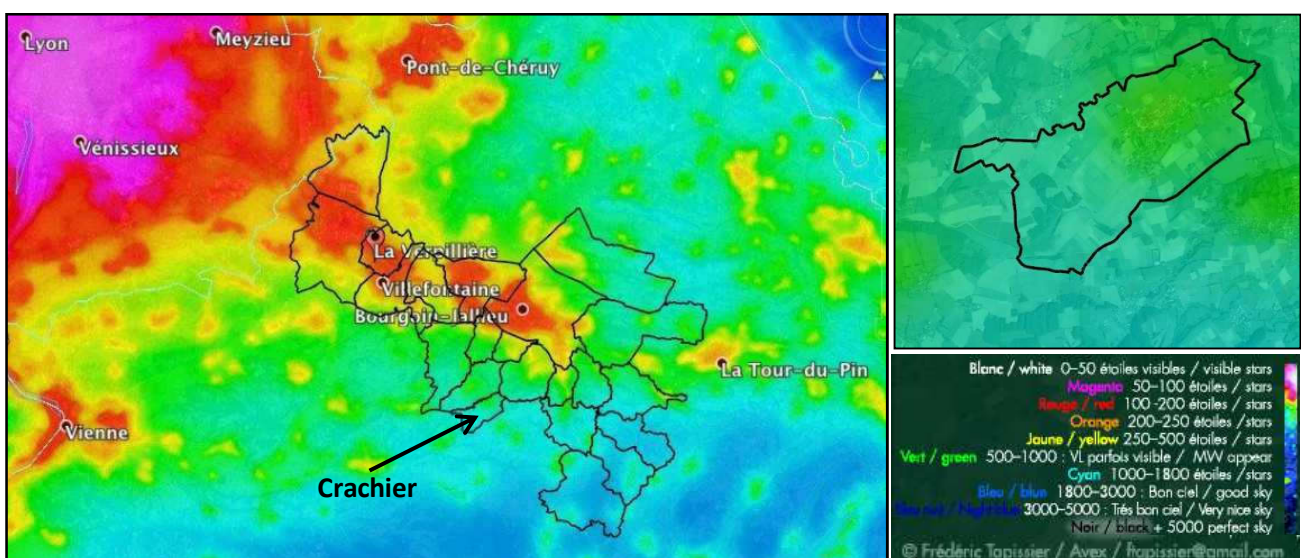 Lyon
Meyzieu
Pont-de-Chéruy
Vénissieux
La Verpillière
Villefontaine
Bourgoin-Jallieu
La Tour-du-Pin
Vienne
Crachier
Blanc / white 0–50 étoiles visibles / visible stars
Magenta 50–100 étoiles / stars
Rouge / red 100 -200 étoiles / stars
Orange 200–250 étoiles /stars
Jaune / yellow 250–500 étoiles / stars
Vert / green 500–1000 : VL parfois visible / MW appear
Cyan 1000–1800 étoiles /stars
Bleu / blue 1800–3000 : Bon ciel / good sky
Bleu nuit / Night blue 3000–5000 : Trés bon ciel / Very nice sky
Noir / black + 5000 perfect sky
© Frédéric Tapissier / Avex / ftapissier@gmail.com